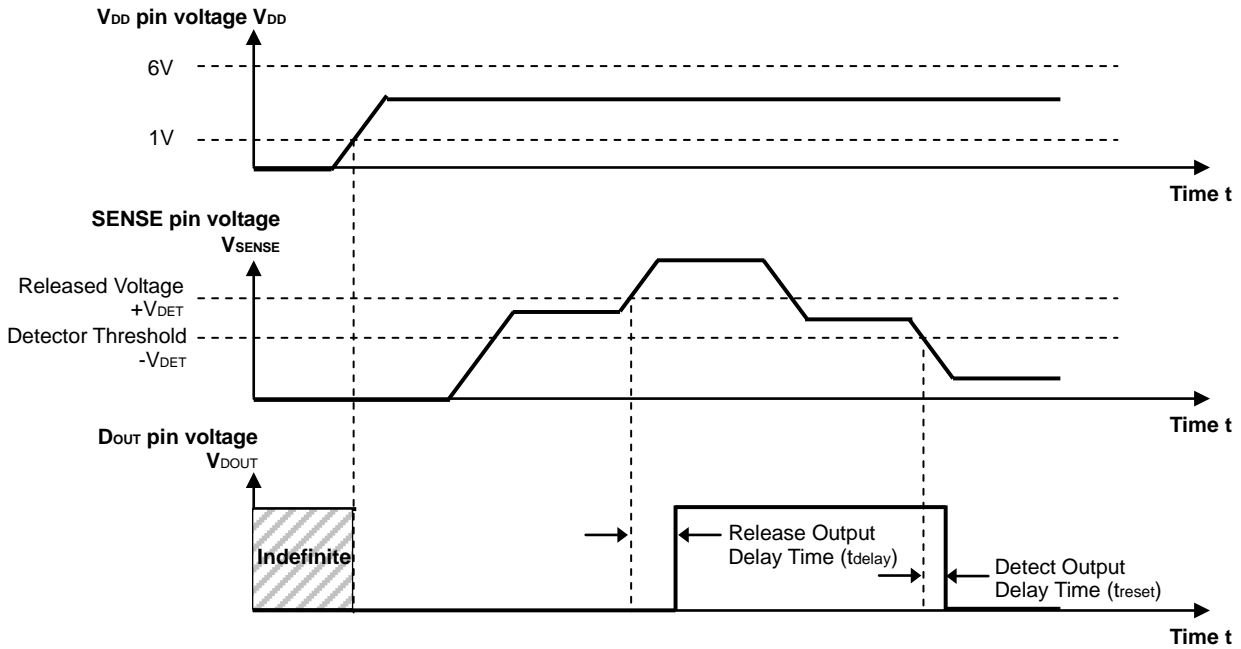 VDD pin voltage VDD
6V
1V
Time t
SENSE pin voltage
VSENSE
Released Voltage
+VDET
Detector Threshold
-VDET
Time t
DOUT pin voltage
VDOUT
Indefinite
Release Output
Delay Time (tdelay)
Detect Output
Delay Time (treset)
Time t